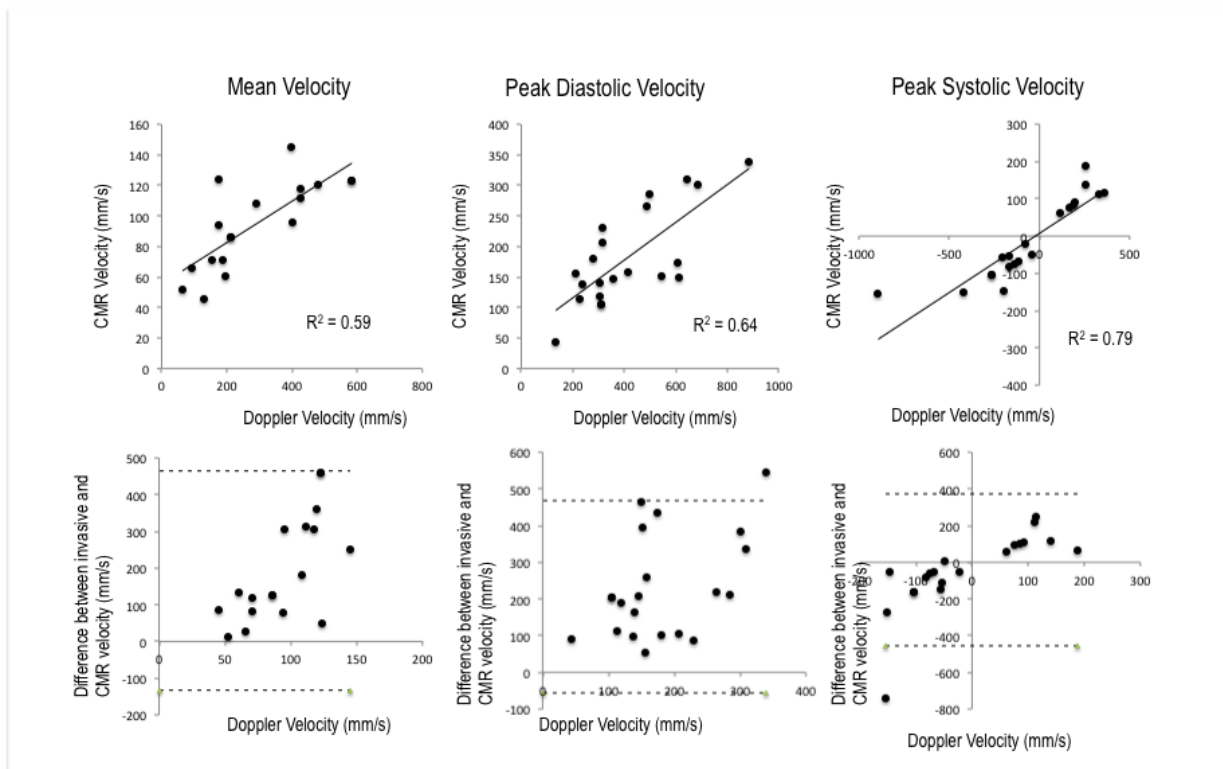 Mean Velocity
Peak Diastolic Velocity
Peak Systolic Velocity
CMR Velocity (mm/s)
160
140
120
100
80
60
40
20
0
0 200 400 600 800
R² = 0.59
Doppler Velocity (mm/s)
CMR Velocity (mm/s)
400
350
300
250
200
150
100
50
0
0 200 400 600 800 1000
R² = 0.64
Doppler Velocity (mm/s)
CMR Velocity (mm/s)
300
200
100
0
-100
-200
-300
-400
-1000 -500 500
R² = 0.79
Doppler Velocity (mm/s)
Difference between invasive and
CMR velocity (mm/s)
500
400
300
200
100
0
-100
-200
0 50 100 150 200
Doppler Velocity (mm/s)
Difference between invasive and
CMR velocity (mm/s)
600
500
400
300
200
100
0
-100
0 100 200 300 400
Doppler Velocity (mm/s)
Difference between invasive and
CMR velocity (mm/s)
600
400
200
0
-200
-400
-600
-800
-200 -100 0 100 200 300
Doppler Velocity (mm/s)